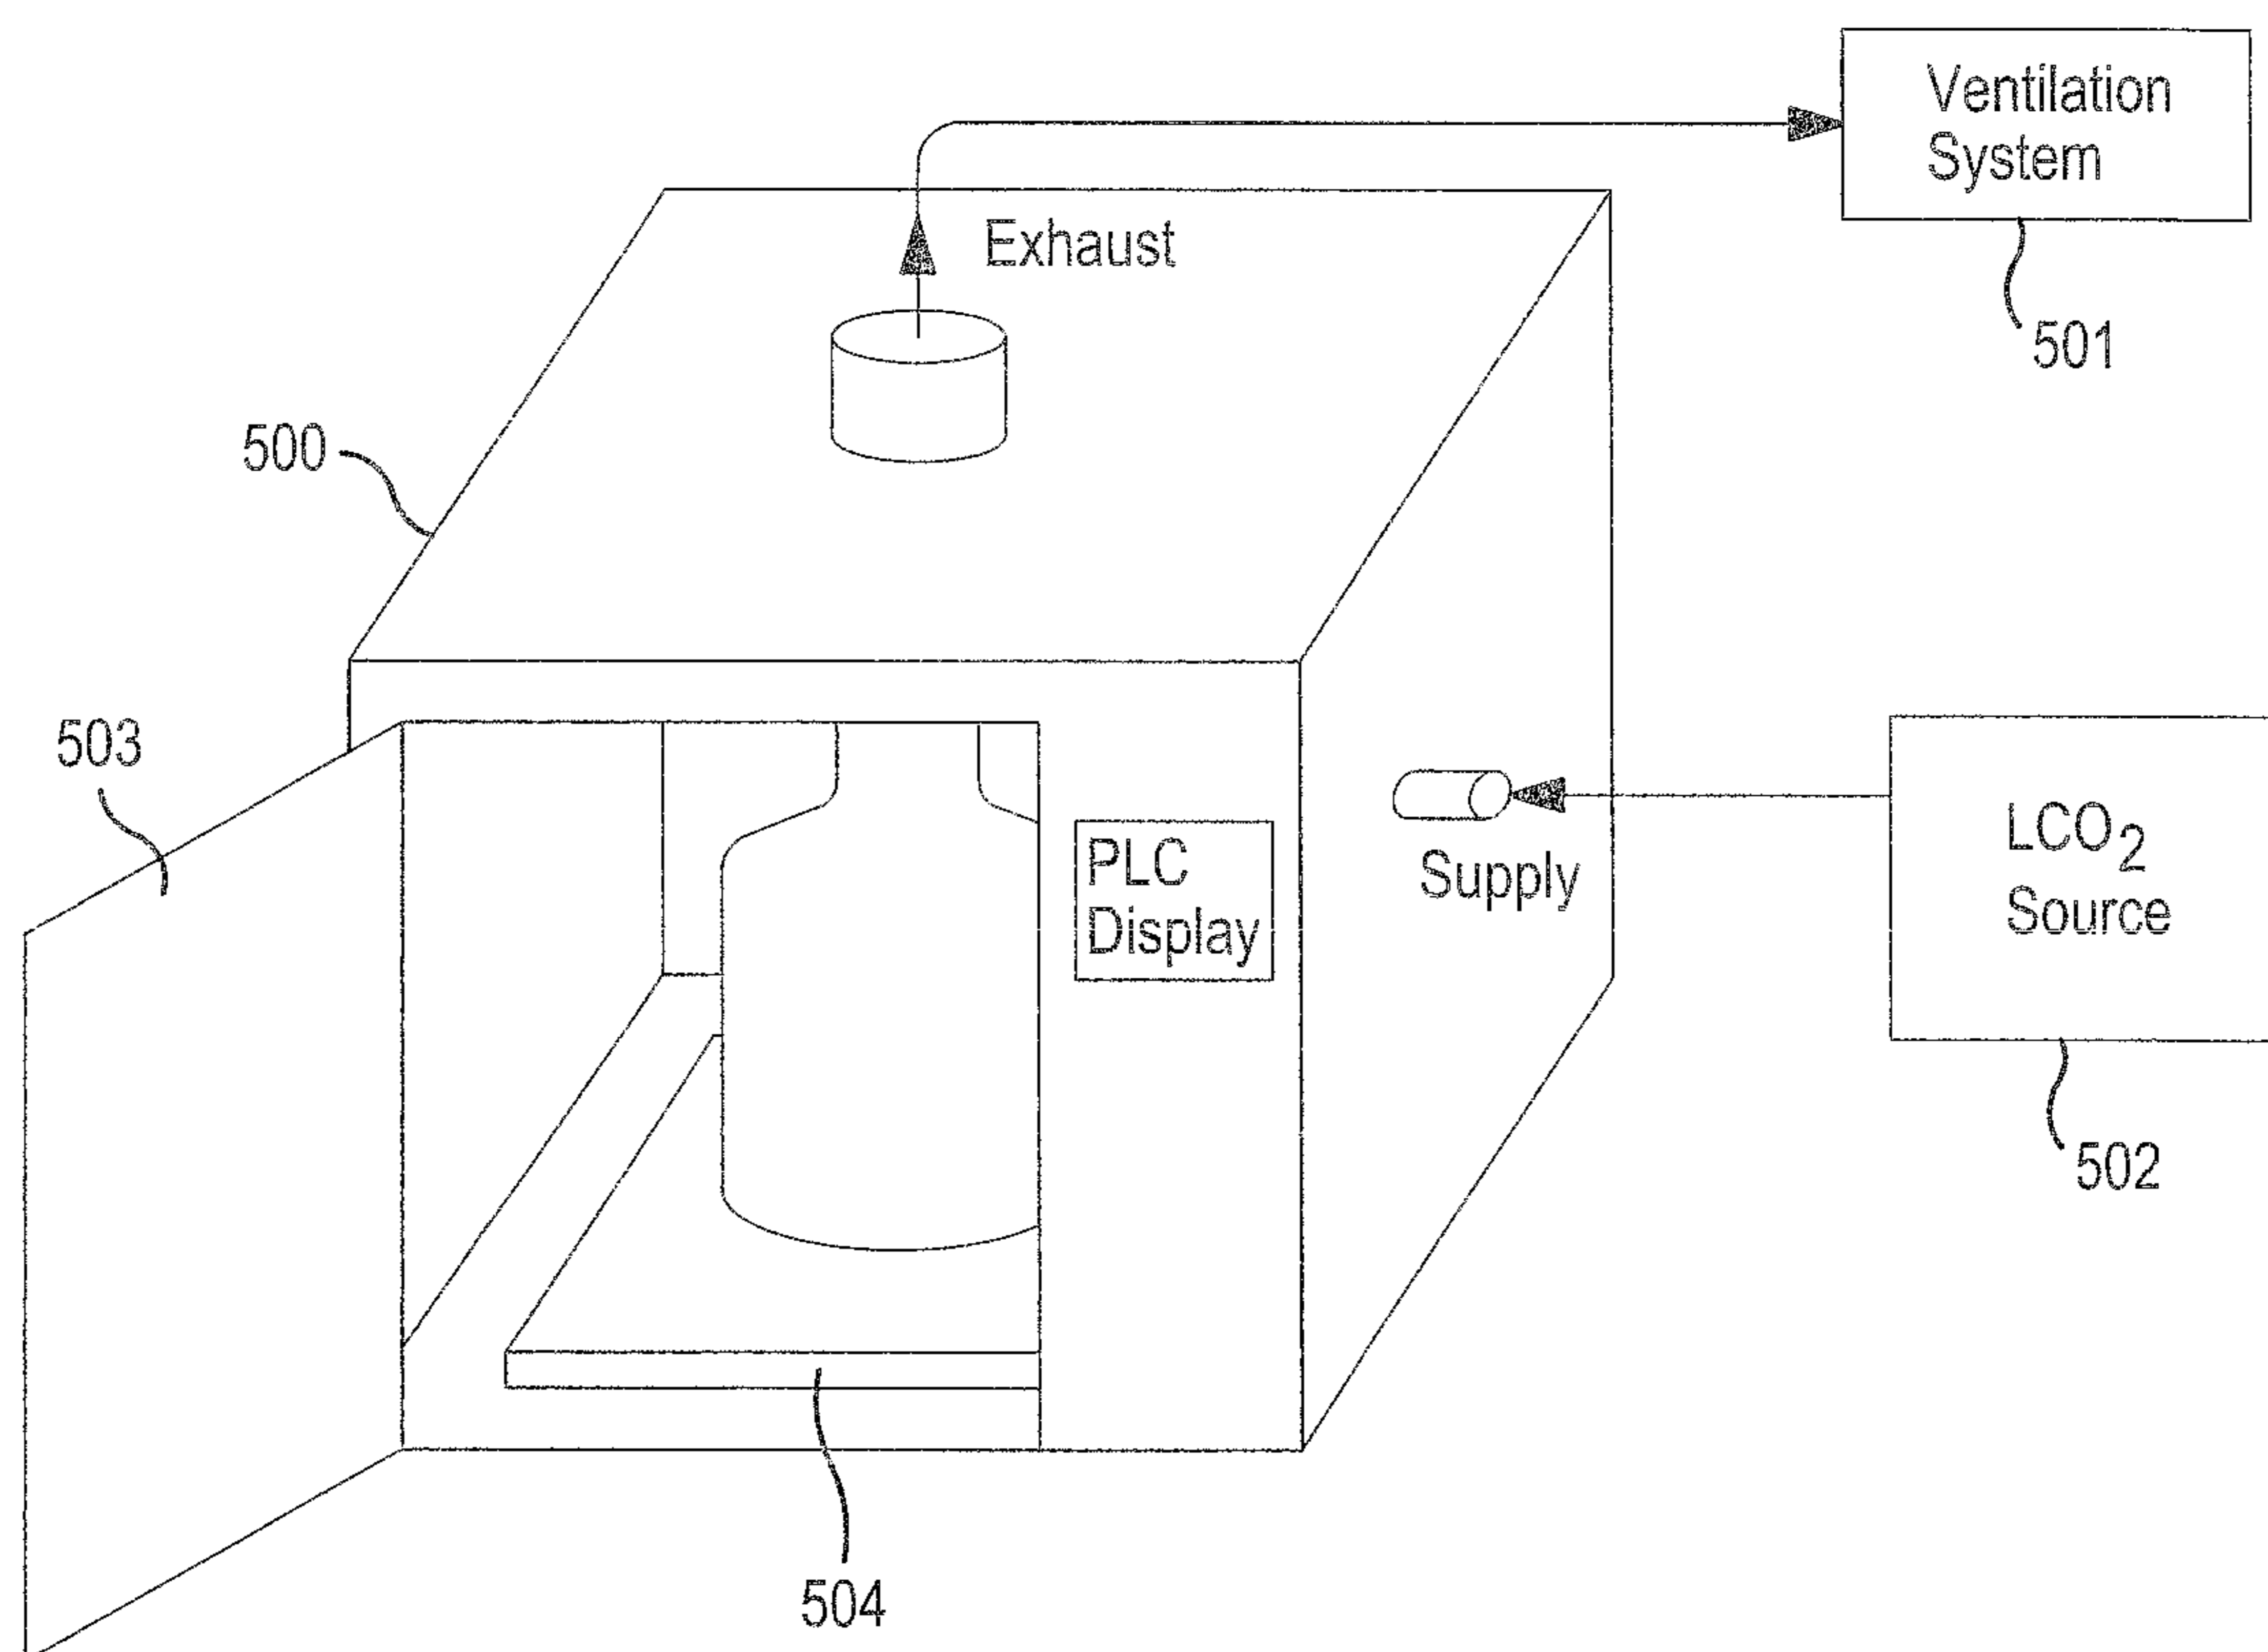 Ventilation
System
Exhaust
501
500
503
PLC
Display
Supply
LCO2
Source
502
504